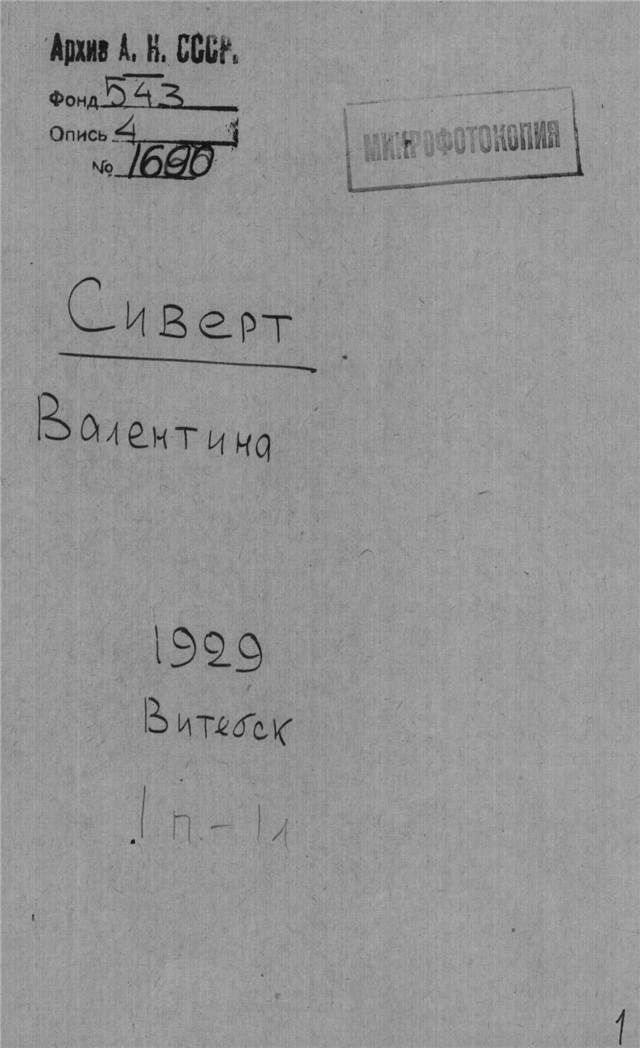 Архив А. Н. СССР.
Фонд 543
Опись 4
№ 1690
МИКРОФОТОКОПИЯ
Сиверт
Валентина
1929
Витебск
1 п. – 1 л
1